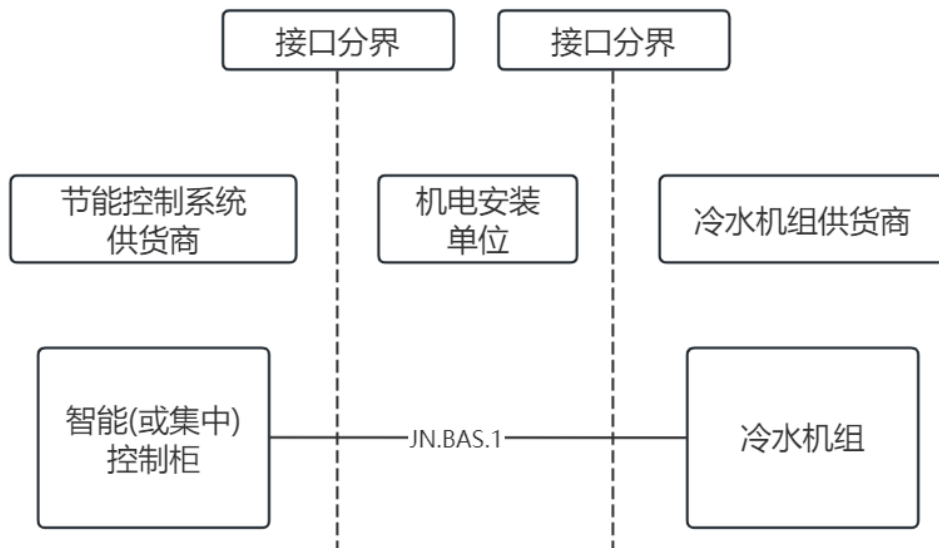 接口分界
接口分界
节能控制系统
供货商
机电安装
单位
冷水机组供货商
智能(或集中)
控制柜
JN.BAS.1
冷水机组